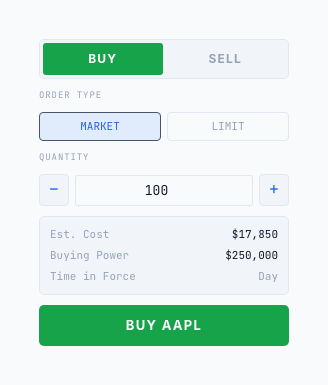 BUY SELL
ORDER TYPE
MARKET LIMIT
QUANTITY
− 100 +
Est. Cost $17,850
Buying Power $250,000
Time in Force Day
BUY AAPL